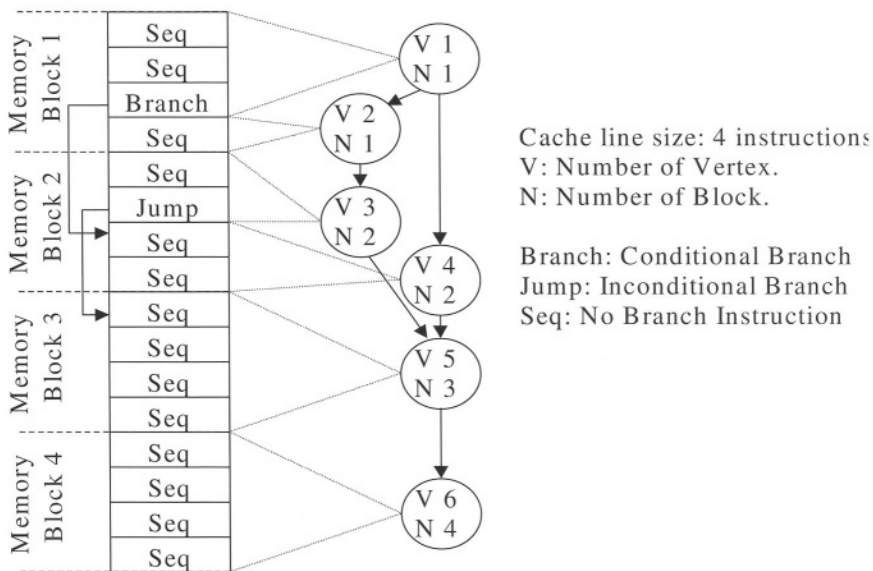 Memory
Block 1
Seq
Seq
Branch
Seq
Memory
Block 2
Seq
Jump
Seq
Seq
Memory
Block 3
Seq
Seq
Seq
Seq
Memory
Block 4
Seq
Seq
Seq
Seq
V 1
N 1
V 2
N 1
V 3
N 2
V 4
N 2
V 5
N 3
V 6
N 4
Cache line size: 4 instructions
V: Number of Vertex.
N: Number of Block.
Branch: Conditional Branch
Jump: Inconditional Branch
Seq: No Branch Instruction